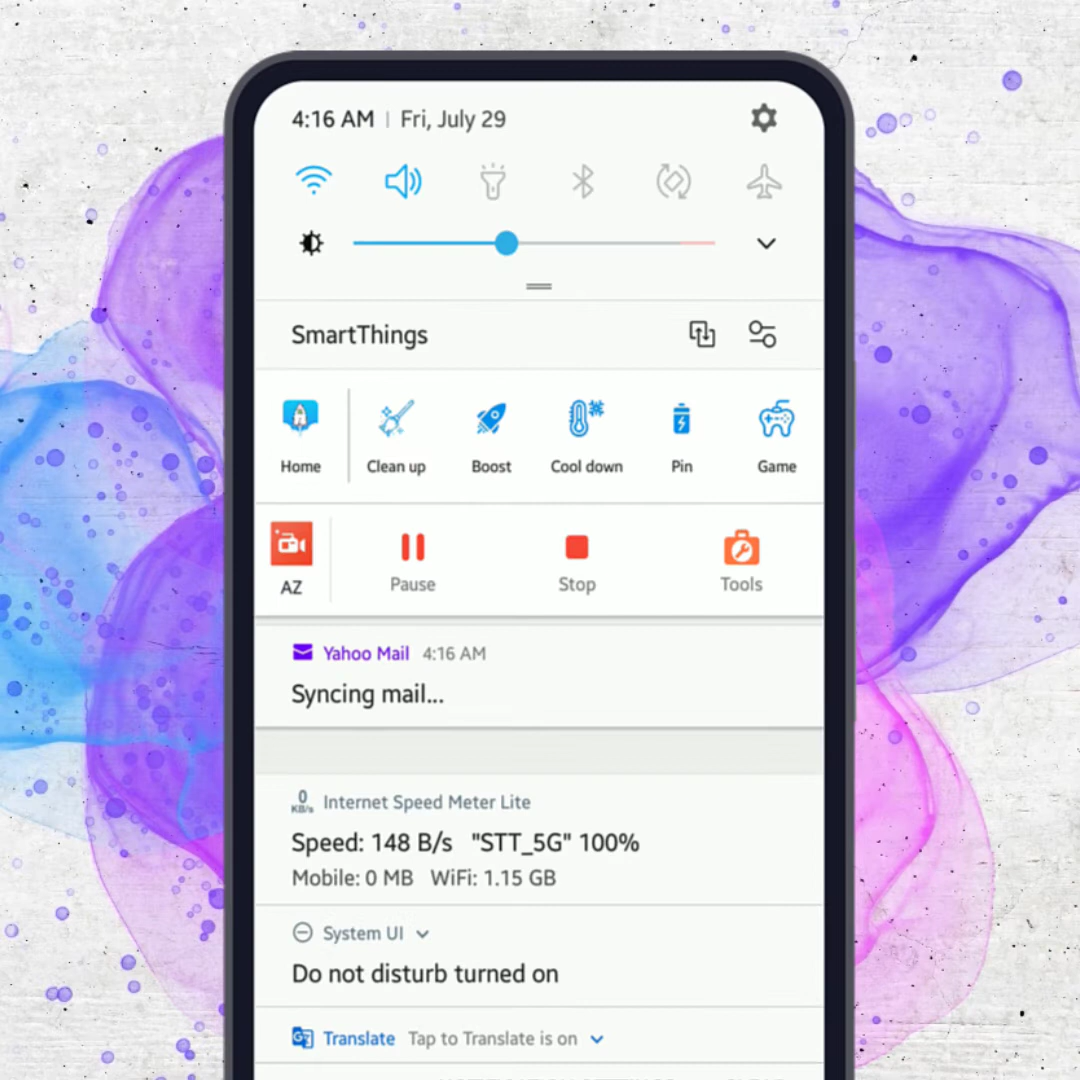 4:16 AM | Fri, July 29
SmartThings
Home Clean up Boost Cool down Pin Game
AZ Pause Stop Tools
Yahoo Mail 4:16 AM
Syncing mail...
0 KB/s Internet Speed Meter Lite
Speed: 148 B/s "STT_5G" 100%
Mobile: 0 MB WiFi: 1.15 GB
System UI
Do not disturb turned on
Translate Tap to Translate is on